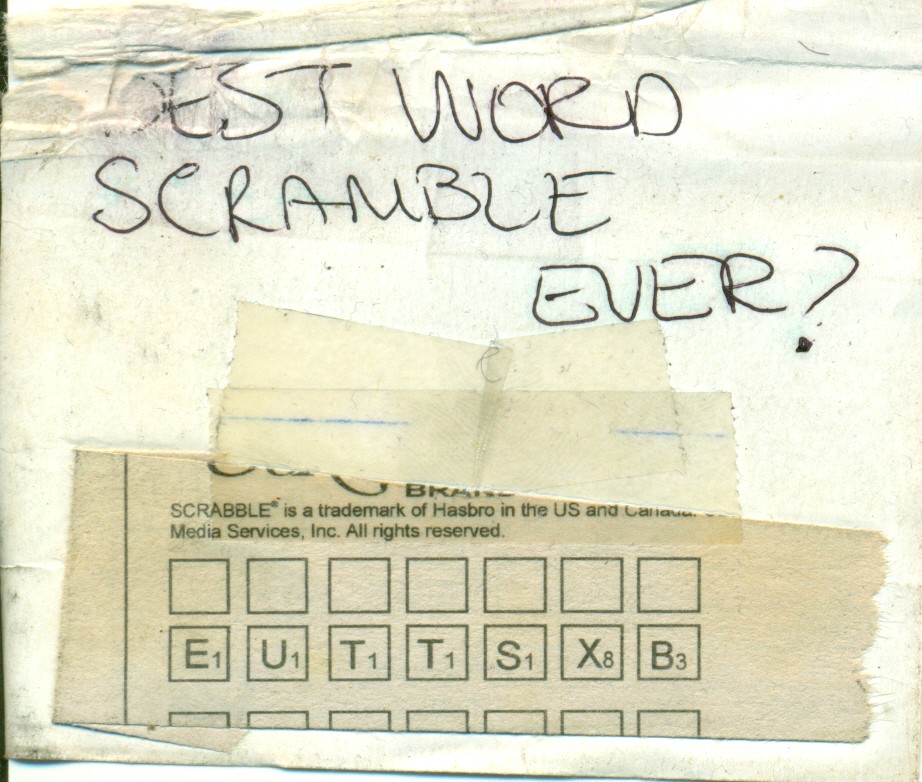 WORD
SCRAMBLE
EVER?
SCRABBLE® is a trademark of Hasbro in the US and Canada.
Media Services, Inc. All rights reserved.
E1 U1 T1 T1 S1 X8 B3